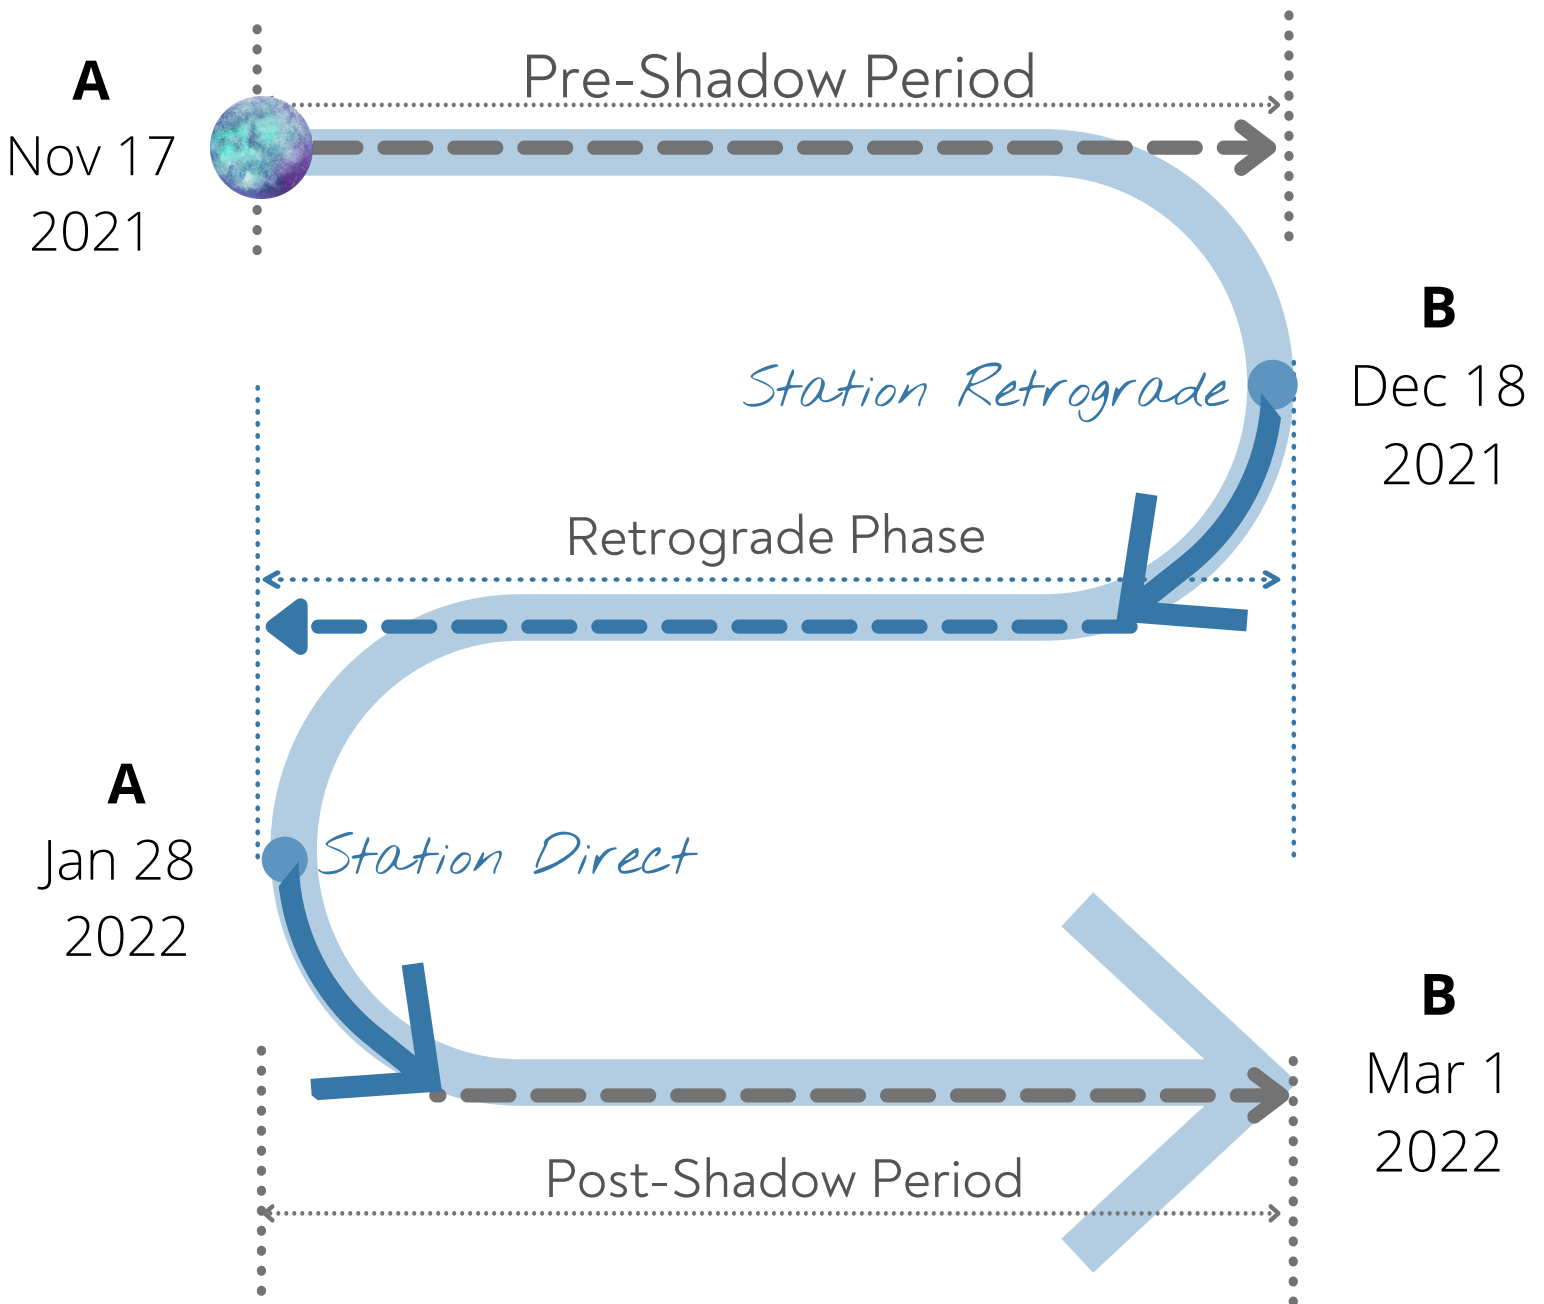 Pre-Shadow Period
A
Nov 17
2021
B
Dec 18
2021
Station Retrograde
Retrograde Phase
A
Jan 28
2022
Station Direct
B
Mar 1
2022
Post-Shadow Period